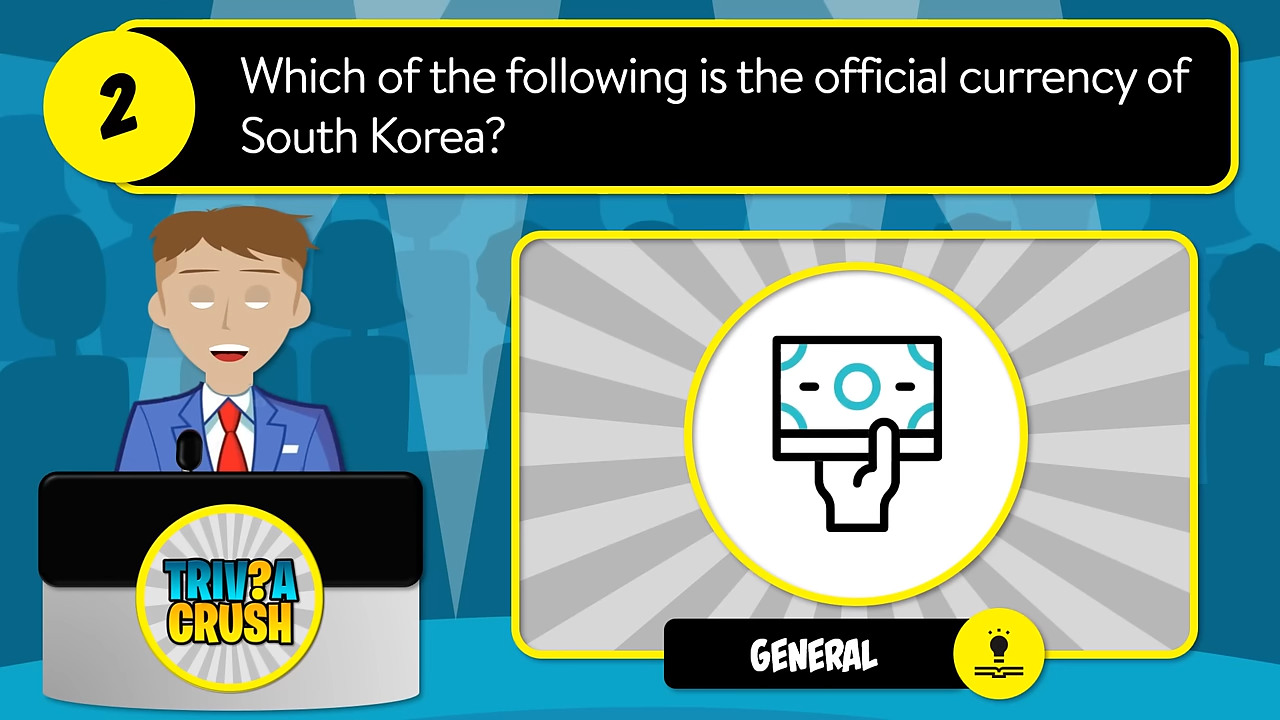 2
Which of the following is the official currency of
South Korea?
TRIV?A
CRUSH
GENERAL